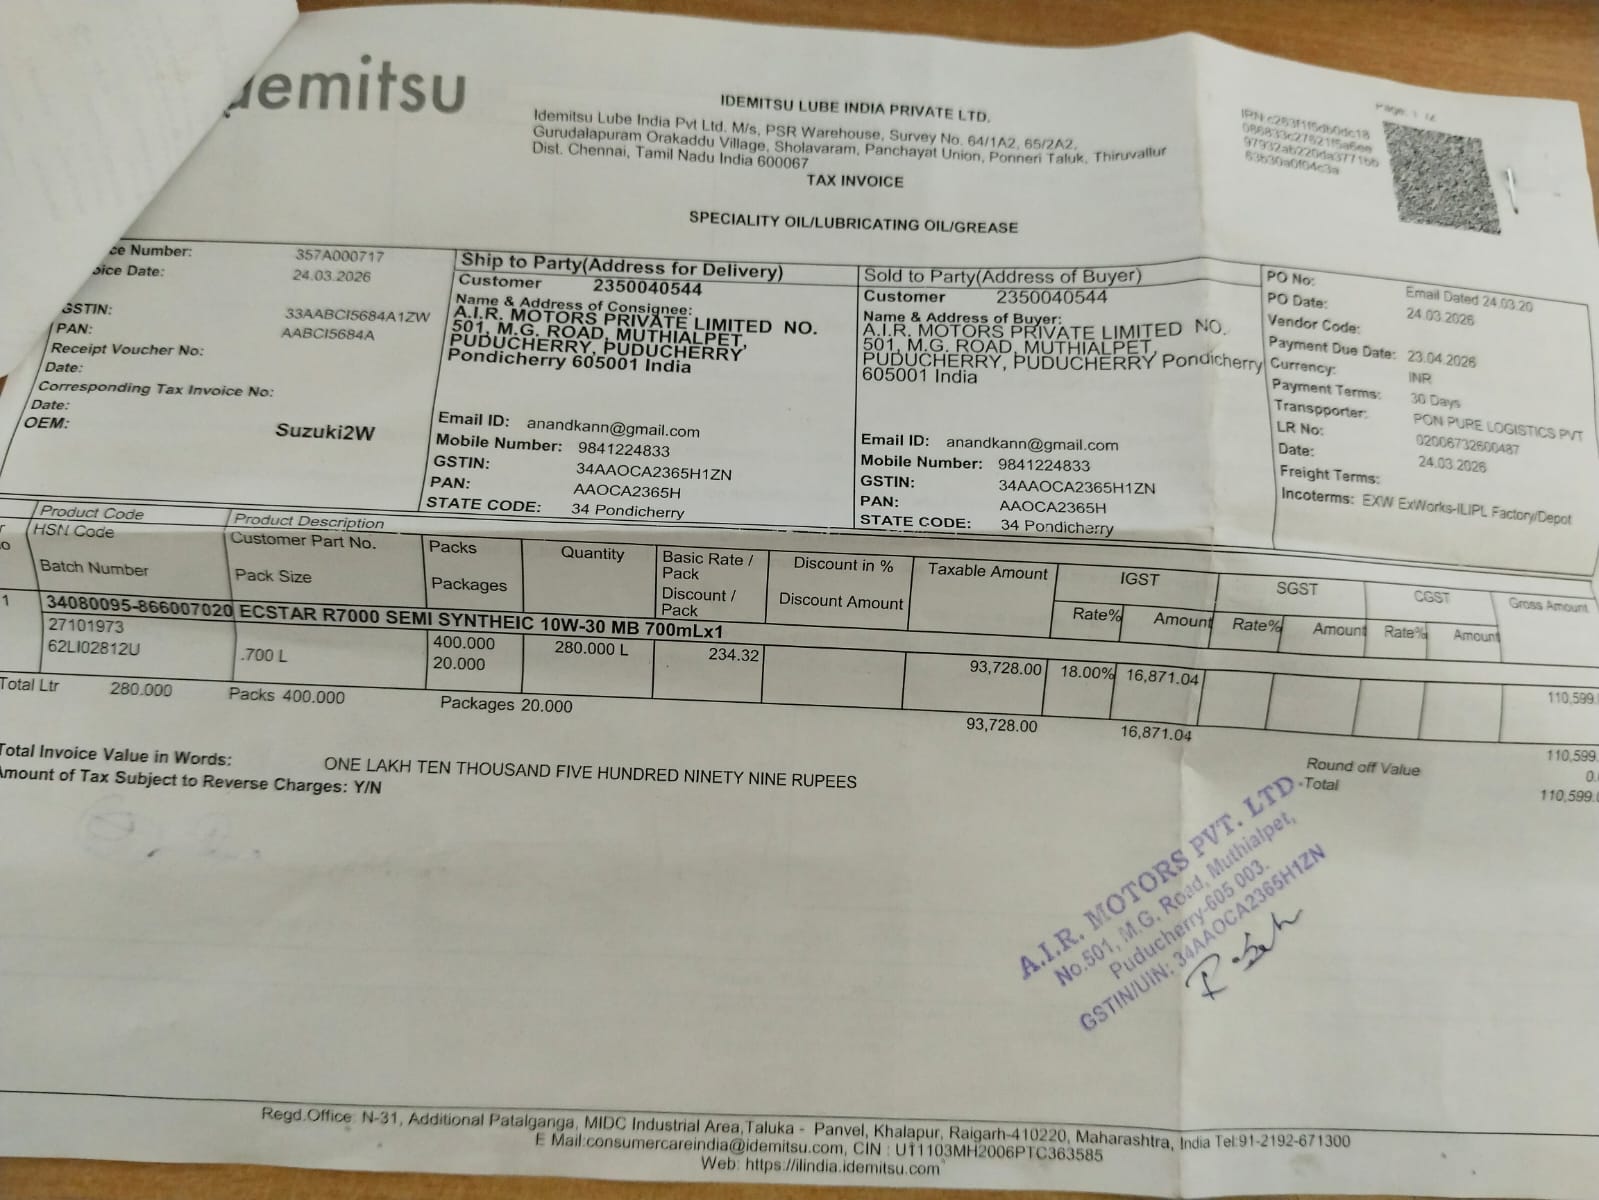 demitsu
IDEMITSU LUBE INDIA PRIVATE LTD.
Idemitsu Lube India Pvt Ltd. M/s, PSR Warehouse, Survey No. 64/1A2, 65/2A2,
Gurudalapuram Orakaddu Village, Sholavaram, Panchayat Union, Ponneri Taluk, Thiruvallur
Dist. Chennai, Tamil Nadu India 600067
TAX INVOICE
SPECIALITY OIL/LUBRICATING OIL/GREASE
Page: 1
ce Number: 357A000717
oice Date: 24.03.2026
GSTIN: 33AABCI5684A1ZW
PAN: AABCI5684A
Receipt Voucher No:
Date:
Corresponding Tax Invoice No:
Date:
OEM: Suzuki2W
Ship to Party(Address for Delivery)
Customer 2350040544
Name & Address of Consignee:
A.I.R. MOTORS PRIVATE LIMITED NO.
501, M.G. ROAD, MUTHIALPET,
PUDUCHERRY, PUDUCHERRY
Pondicherry 605001 India
Email ID: anandkann@gmail.com
Mobile Number: 9841224833
GSTIN: 34AAOCA2365H1ZN
PAN: AAOCA2365H
STATE CODE: 34 Pondicherry
Sold to Party(Address of Buyer)
Customer 2350040544
Name & Address of Buyer:
A.I.R. MOTORS PRIVATE LIMITED NO.
501, M.G. ROAD, MUTHIALPET,
PUDUCHERRY, PUDUCHERRY Pondicherry
605001 India
Email ID: anandkann@gmail.com
Mobile Number: 9841224833
GSTIN: 34AAOCA2365H1ZN
PAN: AAOCA2365H
STATE CODE: 34 Pondicherry
PO No: Email Dated 24.03.20
PO Date: 24.03.2026
Vendor Code:
Payment Due Date: 23.04.2026
Currency: INR
Payment Terms: 30 Days
Transpporter: PON PURE LOGISTICS PVT
LR No: 02006732600487
Date: 24.03.2026
Freight Terms:
Incoterms: EXW ExWorks-ILIPL Factory/Depot
Product Code Product Description
HSN Code Customer Part No. Packs Quantity Basic Rate / Pack Discount in % Taxable Amount IGST SGST CGST Gross Amount
Batch Number Pack Size Packages Discount / Pack Discount Amount Rate% Amount Rate% Amount Rate% Amount
1 34080095-866007020 ECSTAR R7000 SEMI SYNTHEIC 10W-30 MB 700mLx1
27101973 400.000 280.000 L 234.32 93,728.00 18.00% 16,871.04 110,599.
62LI02812U .700 L 20.000
Total Ltr 280.000 Packs 400.000 Packages 20.000 93,728.00 16,871.04 110,599.
Total Invoice Value in Words: ONE LAKH TEN THOUSAND FIVE HUNDRED NINETY NINE RUPEES
Amount of Tax Subject to Reverse Charges: Y/N
Round off Value 0.
Total 110,599.
A.I.R. MOTORS PVT. LTD.
No.501, M.G. Road, Muthialpet,
Puducherry-605 003.
GSTIN/UIN: 34AAOCA2365H1ZN
Regd.Office: N-31, Additional Patalganga, MIDC Industrial Area,Taluka - Panvel, Khalapur, Raigarh-410220, Maharashtra, India Tel:91-2192-671300
E Mail:consumercareindia@idemitsu.com, CIN : U11103MH2006PTC363585
Web: https://ilindia.idemitsu.com